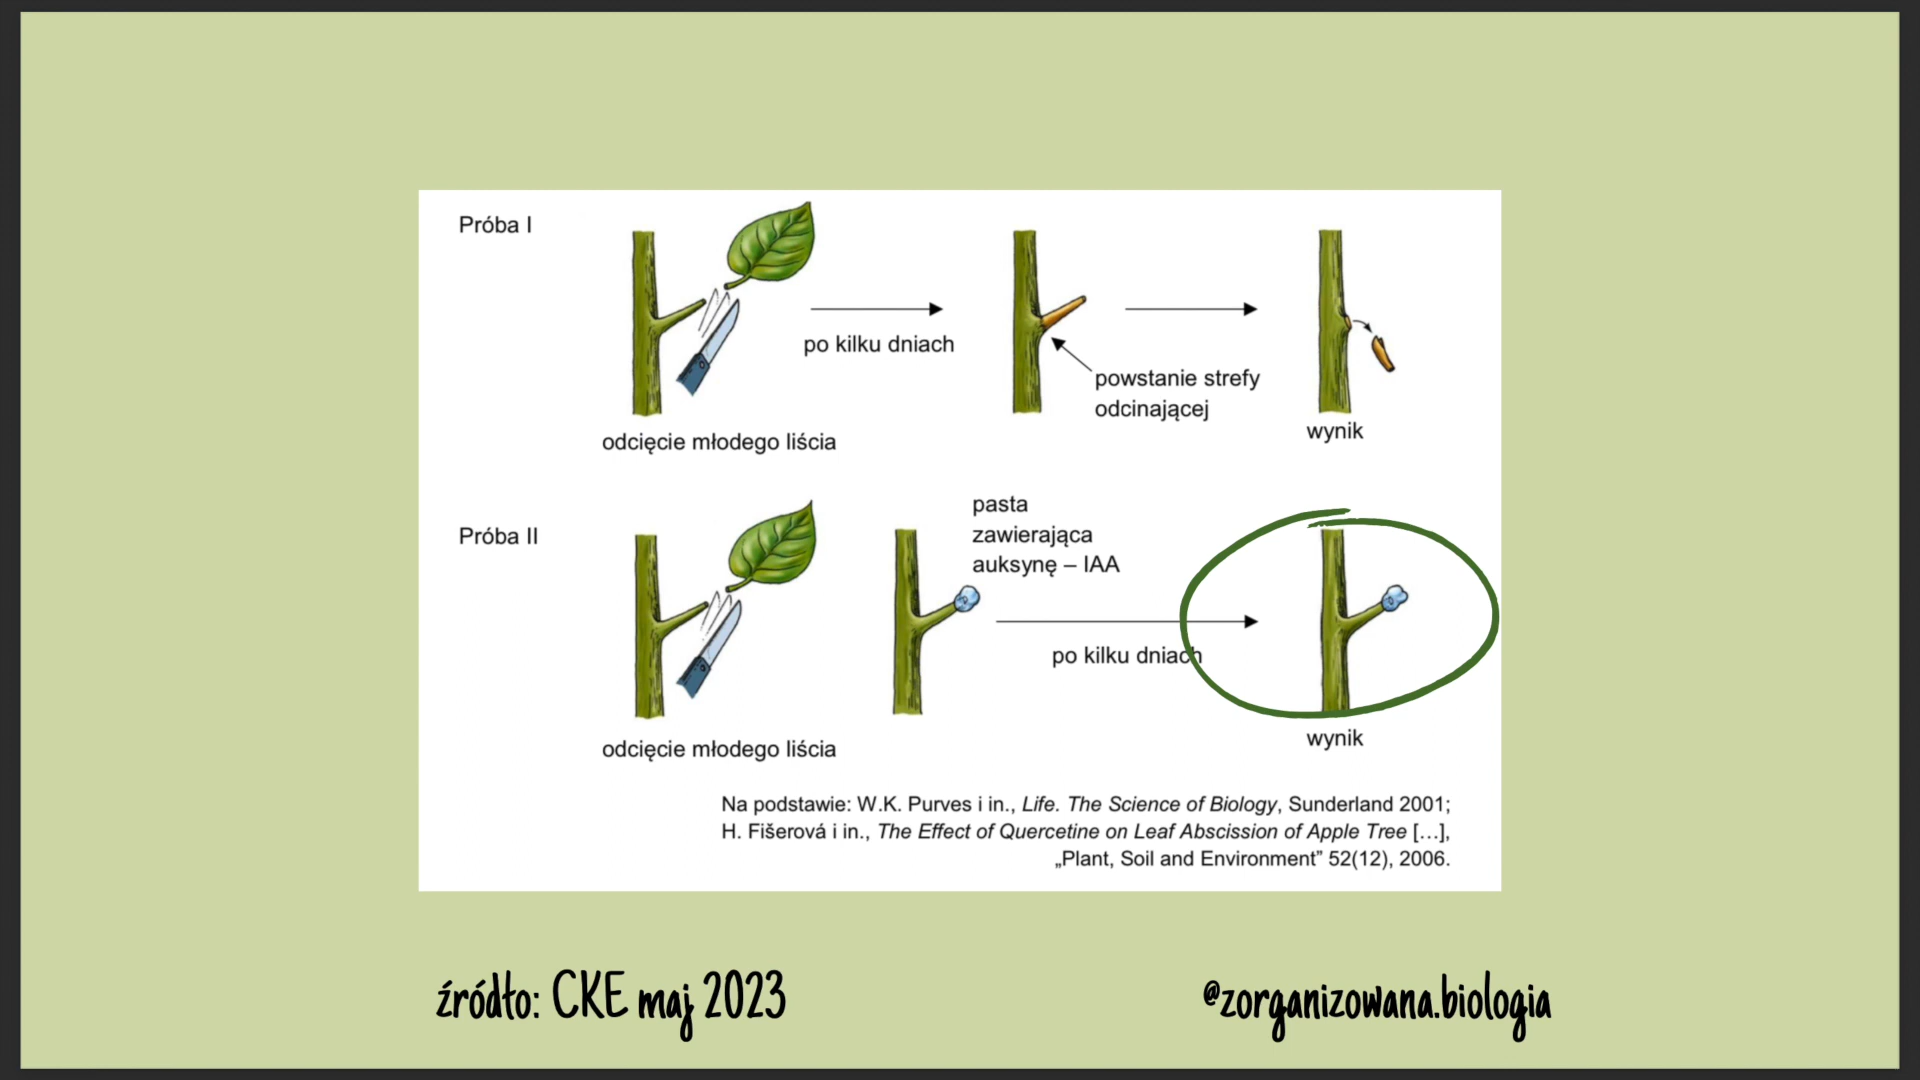 Próba I
po kilku dniach
powstanie strefy
odcinającej
odcięcie młodego liścia
wynik
Próba II
pasta
zawierająca
auksynę – IAA
po kilku dniach
odcięcie młodego liścia
wynik
Na podstawie: W.K. Purves i in., Life. The Science of Biology, Sunderland 2001;
H. Fišerová i in., The Effect of Quercetine on Leaf Abscission of Apple Tree […],
„Plant, Soil and Environment” 52(12), 2006.
źródło: CKE maj 2023
@zorganizowana.biologia